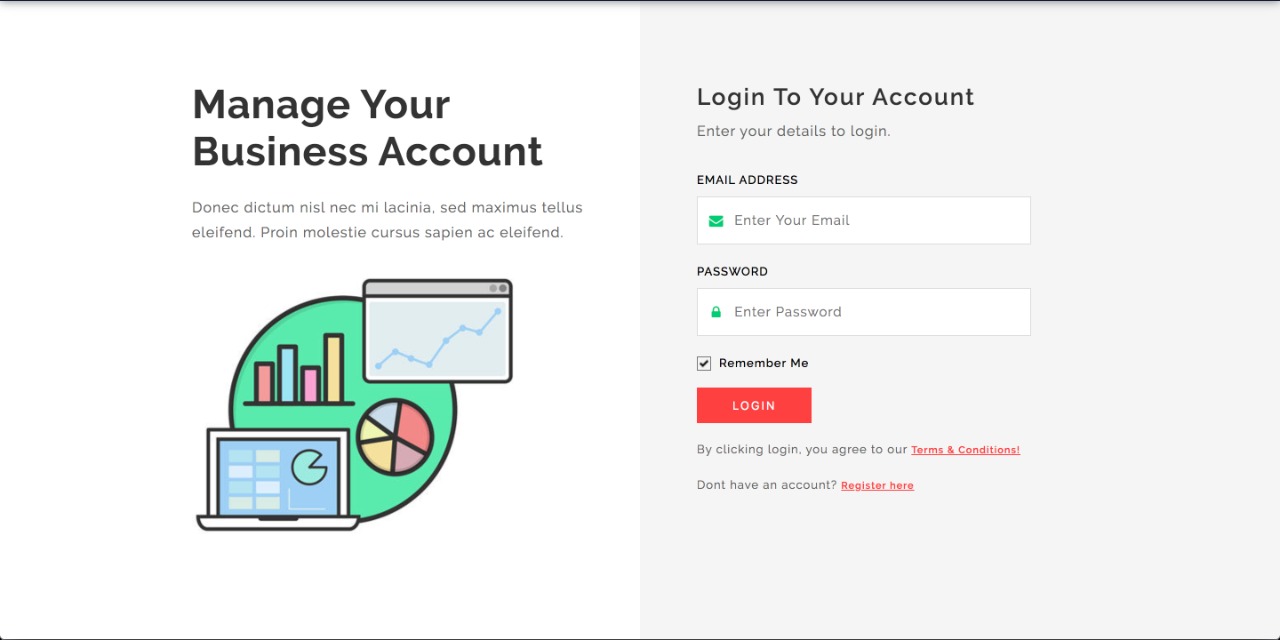 Manage Your
Business Account
Donec dictum nisl nec mi lacinia, sed maximus tellus
eleifend. Proin molestie cursus sapien ac eleifend.
Login To Your Account
Enter your details to login.
EMAIL ADDRESS
Enter Your Email
PASSWORD
Enter Password
Remember Me
LOGIN
By clicking login, you agree to our Terms & Conditions!
Dont have an account? Register here